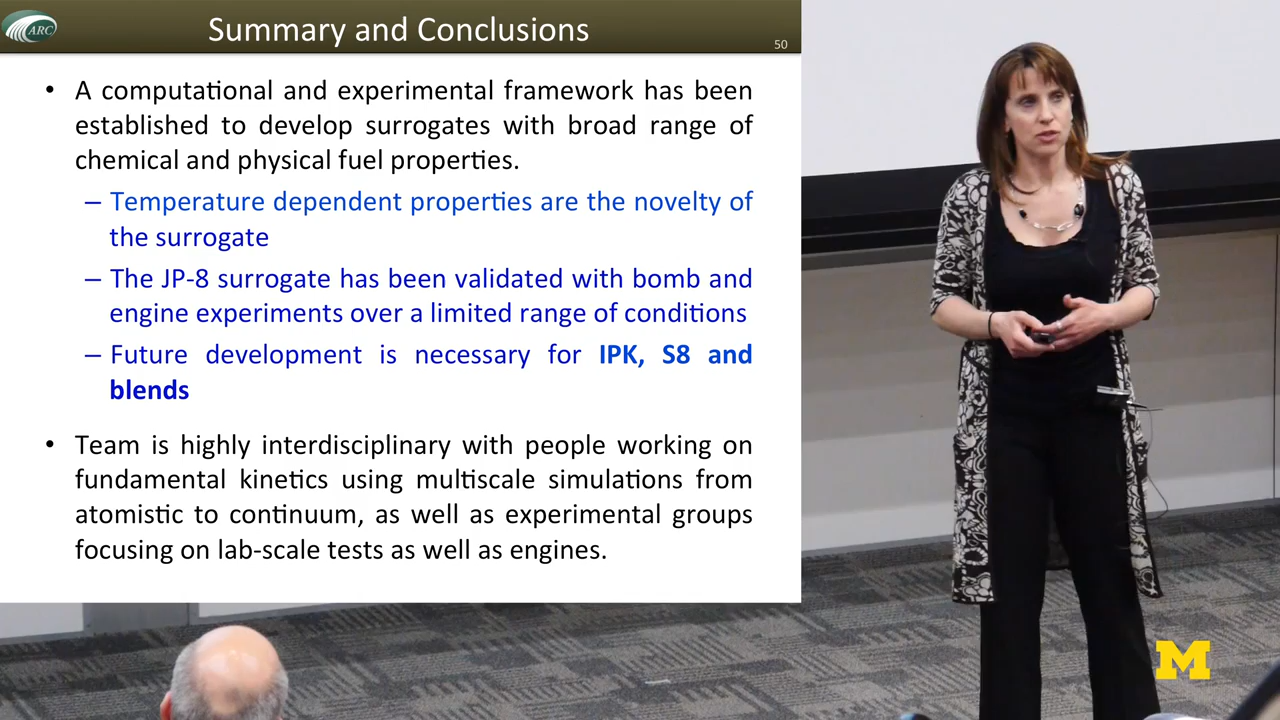 ARC
Summary and Conclusions
50
• A computational and experimental framework has been
established to develop surrogates with broad range of
chemical and physical fuel properties.
– Temperature dependent properties are the novelty of
the surrogate
– The JP-8 surrogate has been validated with bomb and
engine experiments over a limited range of conditions
– Future development is necessary for IPK, S8 and
blends
• Team is highly interdisciplinary with people working on
fundamental kinetics using multiscale simulations from
atomistic to continuum, as well as experimental groups
focusing on lab-scale tests as well as engines.
M